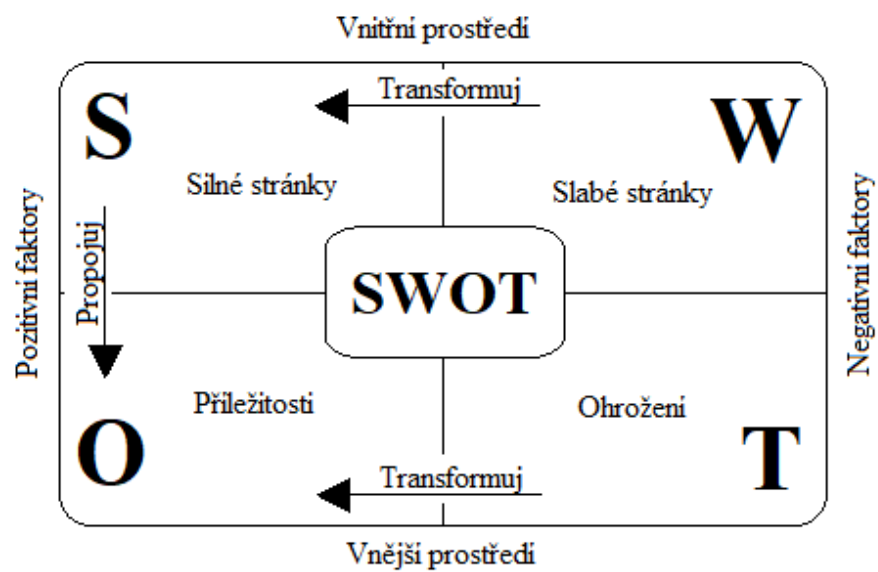 Vnitřní prostředí
Transformuj
S
W
Silné stránky
Slabé stránky
Pozitivní faktory
Propojuj
SWOT
Negativní faktory
Příležitosti
Ohrožení
O
T
Transformuj
Vnější prostředí